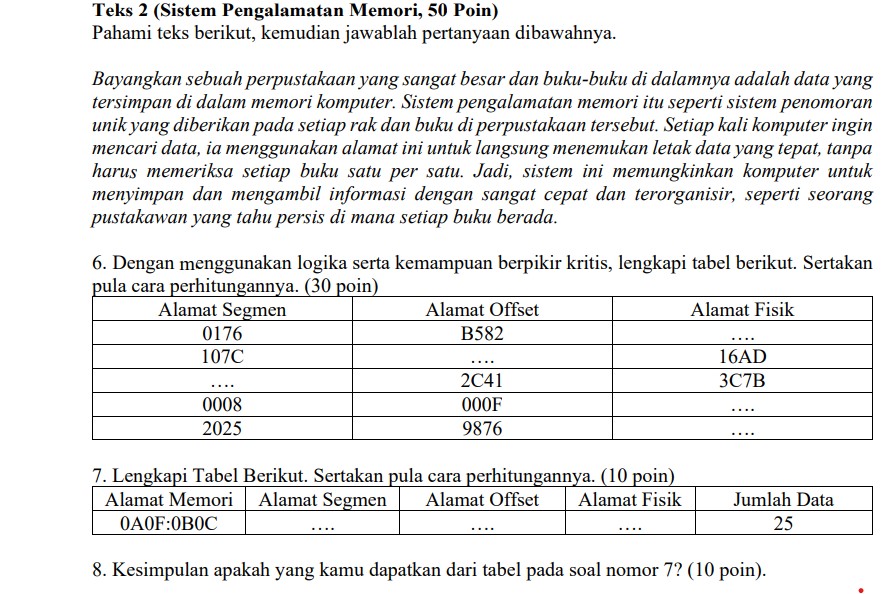 Teks 2 (Sistem Pengalamatan Memori, 50 Poin)
Pahami teks berikut, kemudian jawablah pertanyaan dibawahnya.
Bayangkan sebuah perpustakaan yang sangat besar dan buku-buku di dalamnya adalah data yang
tersimpan di dalam memori komputer. Sistem pengalamatan memori itu seperti sistem penomoran
unik yang diberikan pada setiap rak dan buku di perpustakaan tersebut. Setiap kali komputer ingin
mencari data, ia menggunakan alamat ini untuk langsung menemukan letak data yang tepat, tanpa
harus memeriksa setiap buku satu per satu. Jadi, sistem ini memungkinkan komputer untuk
menyimpan dan mengambil informasi dengan sangat cepat dan terorganisir, seperti seorang
pustakawan yang tahu persis di mana setiap buku berada.
6. Dengan menggunakan logika serta kemampuan berpikir kritis, lengkapi tabel berikut. Sertakan
pula cara perhitungannya. (30 poin)
Alamat Segmen Alamat Offset Alamat Fisik
0176 B582 ....
107C .... 16AD
.... 2C41 3C7B
0008 000F ....
2025 9876 ....
7. Lengkapi Tabel Berikut. Sertakan pula cara perhitungannya. (10 poin)
Alamat Memori Alamat Segmen Alamat Offset Alamat Fisik Jumlah Data
0A0F:0B0C .... .... .... 25
8. Kesimpulan apakah yang kamu dapatkan dari tabel pada soal nomor 7? (10 poin).